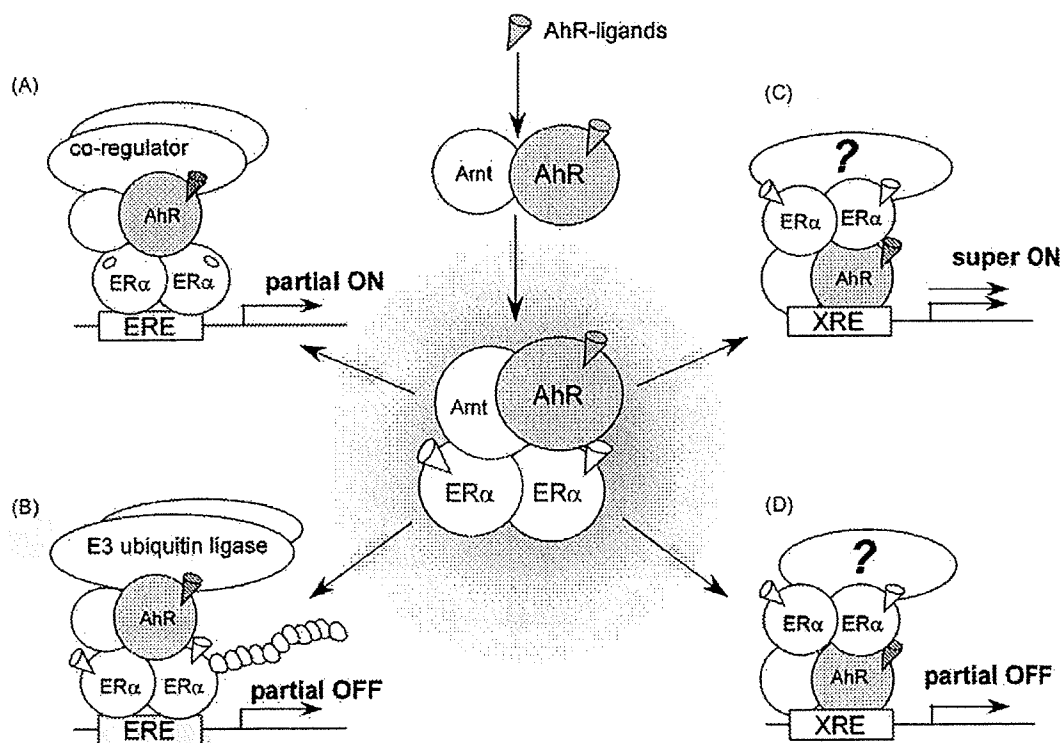 AhR-ligands
Arnt
AhR
(A)
co-regulator
AhR
ERα
ERα
partial ON
ERE
(C)
?
ERα
ERα
AhR
super ON
XRE
Arnt
AhR
ERα
ERα
(B)
E3 ubiquitin ligase
AhR
ERα
ERα
partial OFF
ERE
(D)
?
ERα
ERα
AhR
partial OFF
XRE